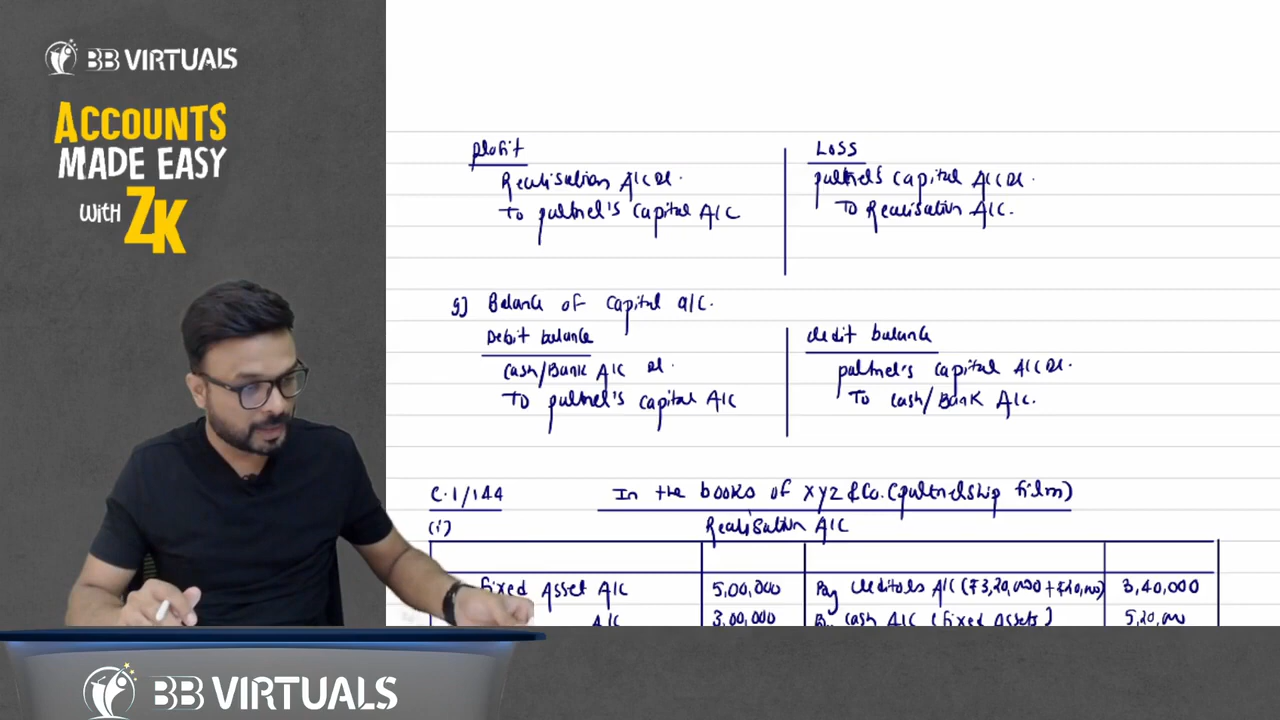 BB VIRTUALS
ACCOUNTS
MADE EASY
WITH ZK
Profit
Realisation A/C Dr.
To partner's Capital A/C
Loss
partner's Capital A/C Dr.
To Realisation A/C.
g) Balance of capital a/c.
Debit balance
Cash/Bank A/C Dr.
To partner's capital A/C
Credit balance
partner's capital A/C Dr.
To cash/Bank A/C.
C.1/144
In the books of XYZ & Co. (partnership firm)
(i)
Realisation A/C
Fixed Asset A/C 5,00,000 By creditors A/C (₹3,20,000 + ₹20,000) 3,40,000
A/C 3,00,000 By cash A/C (fixed Assets) 5,20,000
BB VIRTUALS